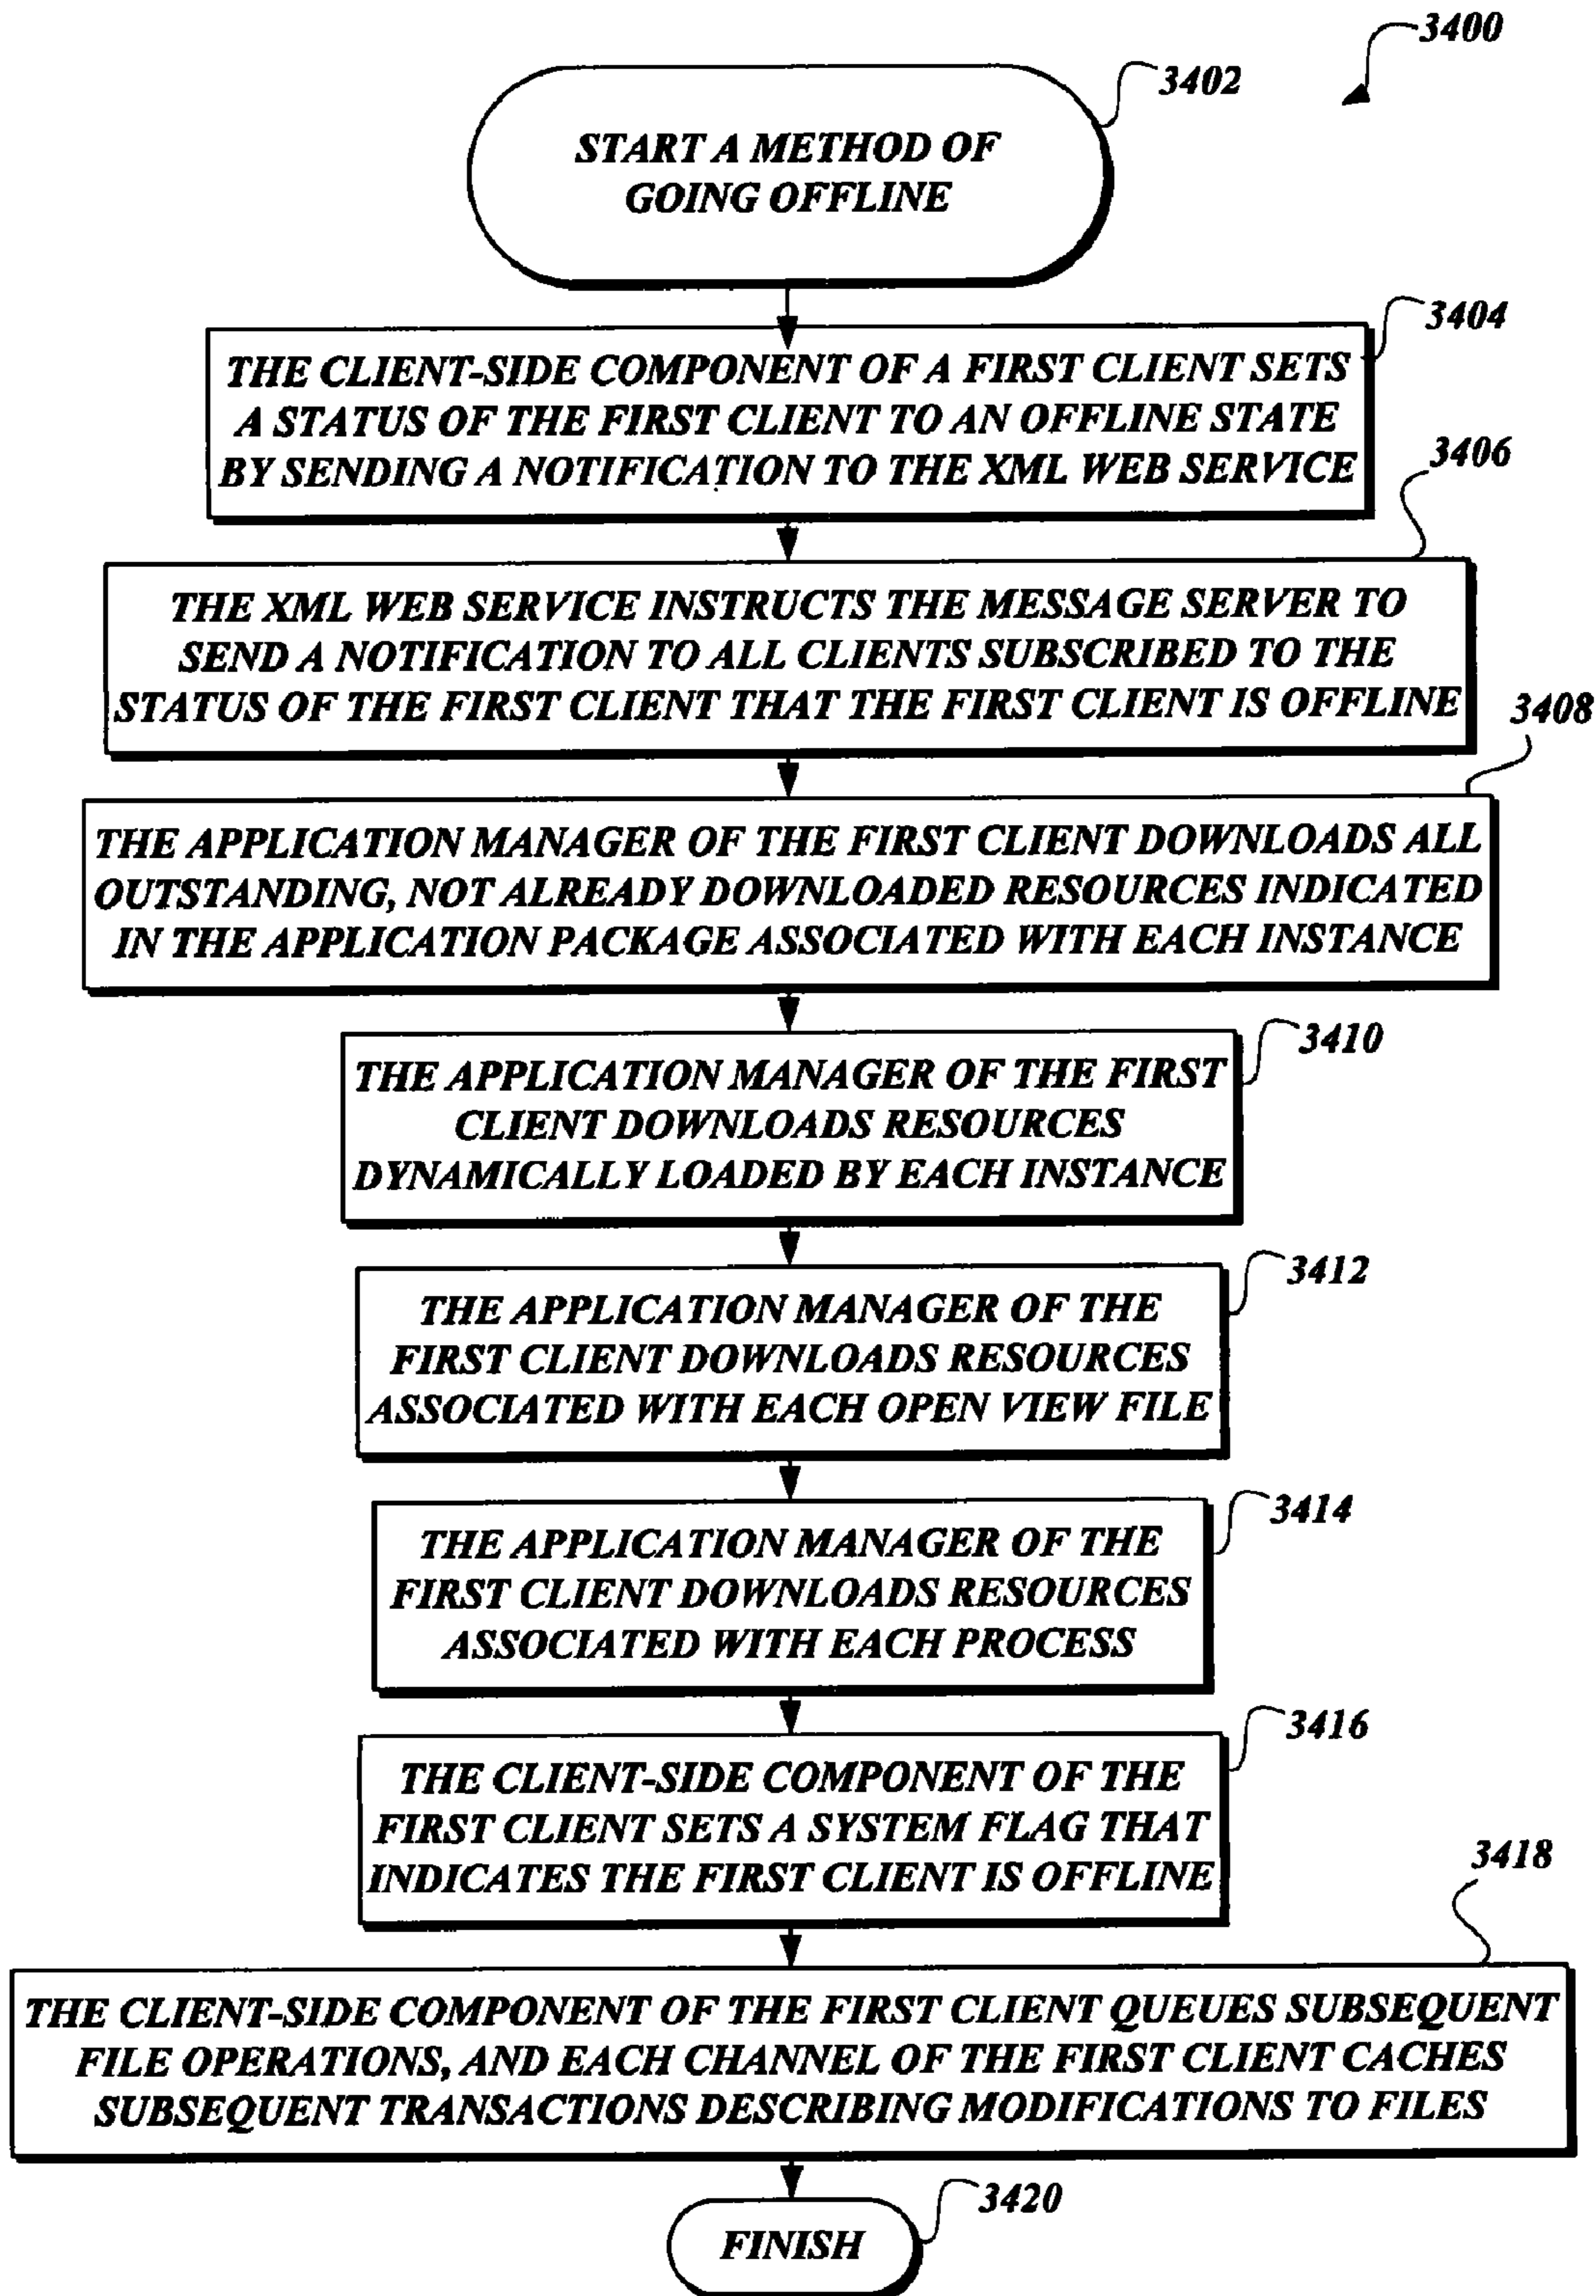 3400
3402
START A METHOD OF
GOING OFFLINE
3404
THE CLIENT-SIDE COMPONENT OF A FIRST CLIENT SETS
A STATUS OF THE FIRST CLIENT TO AN OFFLINE STATE
BY SENDING A NOTIFICATION TO THE XML WEB SERVICE
3406
THE XML WEB SERVICE INSTRUCTS THE MESSAGE SERVER TO
SEND A NOTIFICATION TO ALL CLIENTS SUBSCRIBED TO THE
STATUS OF THE FIRST CLIENT THAT THE FIRST CLIENT IS OFFLINE
3408
THE APPLICATION MANAGER OF THE FIRST CLIENT DOWNLOADS ALL
OUTSTANDING, NOT ALREADY DOWNLOADED RESOURCES INDICATED
IN THE APPLICATION PACKAGE ASSOCIATED WITH EACH INSTANCE
3410
THE APPLICATION MANAGER OF THE FIRST
CLIENT DOWNLOADS RESOURCES
DYNAMICALLY LOADED BY EACH INSTANCE
3412
THE APPLICATION MANAGER OF THE
FIRST CLIENT DOWNLOADS RESOURCES
ASSOCIATED WITH EACH OPEN VIEW FILE
3414
THE APPLICATION MANAGER OF THE
FIRST CLIENT DOWNLOADS RESOURCES
ASSOCIATED WITH EACH PROCESS
3416
THE CLIENT-SIDE COMPONENT OF THE
FIRST CLIENT SETS A SYSTEM FLAG THAT
INDICATES THE FIRST CLIENT IS OFFLINE
3418
THE CLIENT-SIDE COMPONENT OF THE FIRST CLIENT QUEUES SUBSEQUENT
FILE OPERATIONS, AND EACH CHANNEL OF THE FIRST CLIENT CACHES
SUBSEQUENT TRANSACTIONS DESCRIBING MODIFICATIONS TO FILES
3420
FINISH